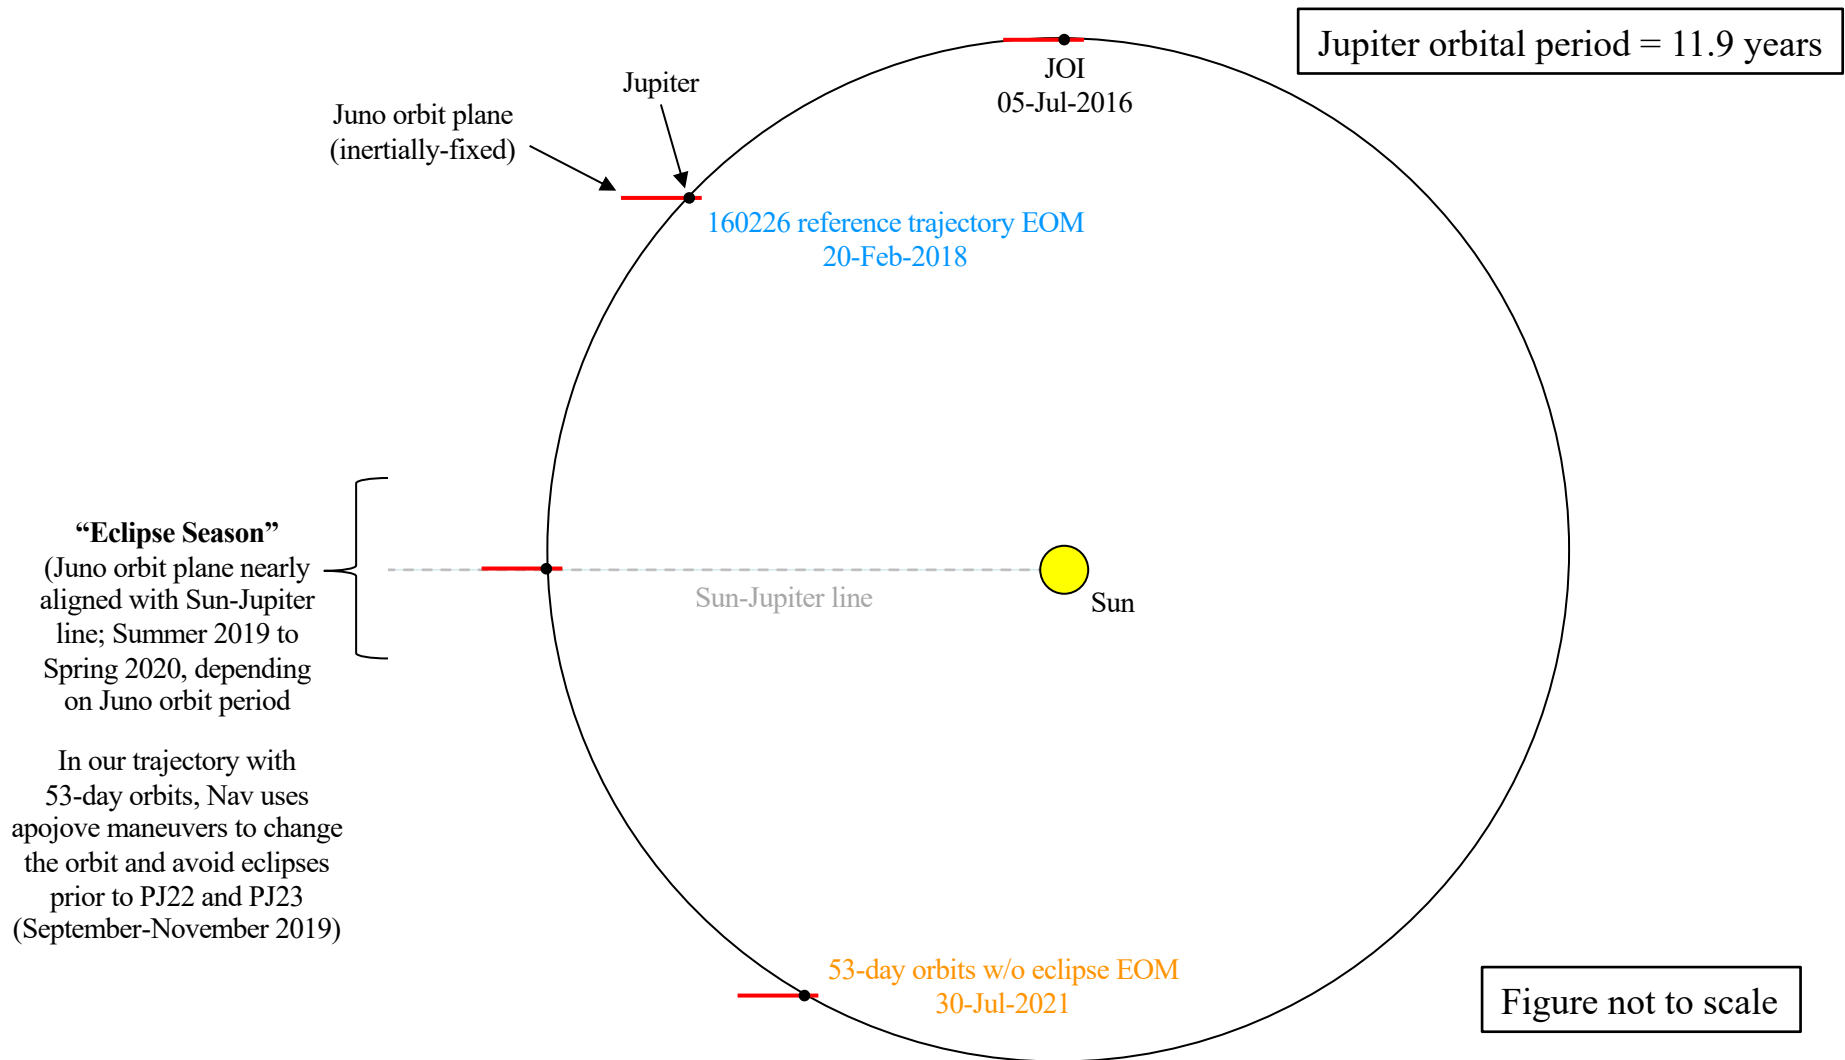 Jupiter orbital period = 11.9 years
JOI
05-Jul-2016
Jupiter
Juno orbit plane
(inertially-fixed)
160226 reference trajectory EOM
20-Feb-2018
“Eclipse Season”
(Juno orbit plane nearly
aligned with Sun-Jupiter
line; Summer 2019 to
Spring 2020, depending
on Juno orbit period
Sun-Jupiter line
Sun
In our trajectory with
53-day orbits, Nav uses
apojove maneuvers to change
the orbit and avoid eclipses
prior to PJ22 and PJ23
(September-November 2019)
53-day orbits w/o eclipse EOM
30-Jul-2021
Figure not to scale